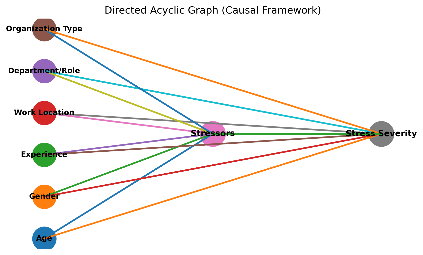 Directed Acyclic Graph (Causal Framework)
Organization Type
Department/Role
Work Location
Stressors
Stress Severity
Experience
Gender
Age